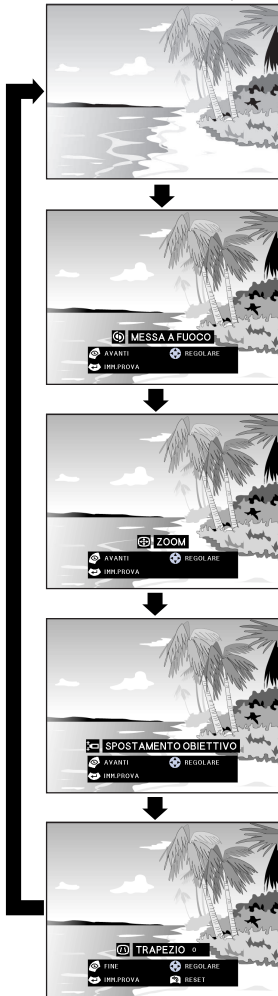 MESSA A FUOCO
AVANTI REGOLARE
IMM.PROVA
ZOOM
AVANTI REGOLARE
IMM.PROVA
SPOSTAMENTO OBIETTIVO
AVANTI REGOLARE
IMM.PROVA
TRAPEZIO 0
FINE REGOLARE
IMM.PROVA RESET